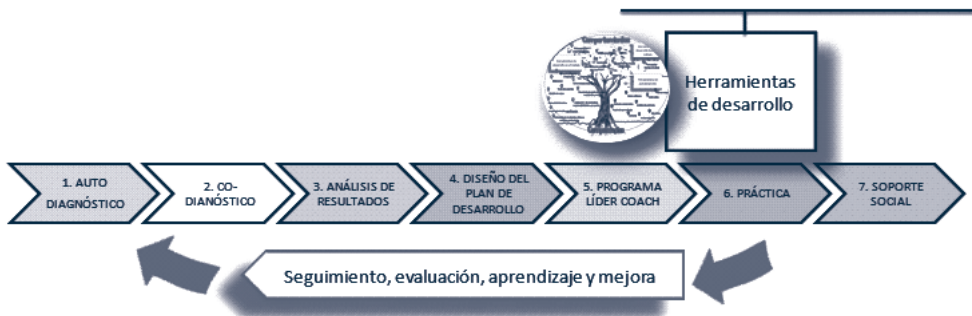 Herramientas
de desarrollo
1. AUTO
DIAGNÓSTICO
2. CO-
DIANÓSTICO
3. ANÁLISIS DE
RESULTADOS
4. DISEÑO DEL
PLAN DE
DESARROLLO
5. PROGRAMA
LÍDER COACH
6. PRÁCTICA
7. SOPORTE
SOCIAL
Seguimiento, evaluación, aprendizaje y mejora